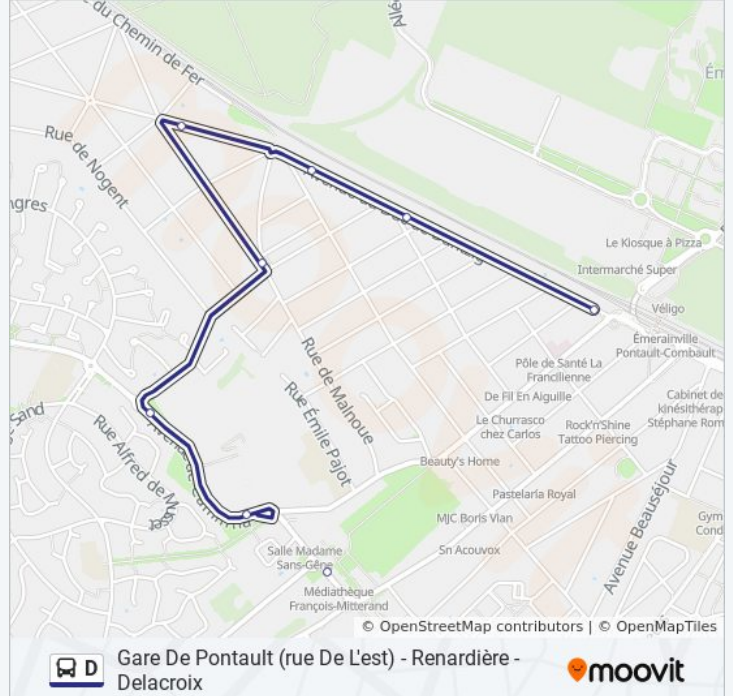 du Chemin de Fer
Allé
Ém
Rue de Nogent
ngres
Le Kiosque à Pizza
Intermarché Super
Véligo
Émerainville
Pontault-Combault
Pôle de Santé La
Francilienne
Rue de Malnoue
De Fil En Aiguille
Cabinet de
kinésithérap
Stéphane Rom
Rue Émile Pajot
Le Churrasco
chez Carlos
Rock'n'Shine
Tattoo Piercing
Sand
Rue Alfred de Musset
Beauty's Home
Pastelaria Royal
Avenue Beauséjour
MJC Boris Vian
Gym
Cond
Sn Acouvox
Salle Madame
Sans-Gêne
Médiathèque
François-Mitterand
© OpenStreetMap contributors | © OpenMapTiles
D
Gare De Pontault (rue De L'est) - Renardière -
Delacroix
moovit